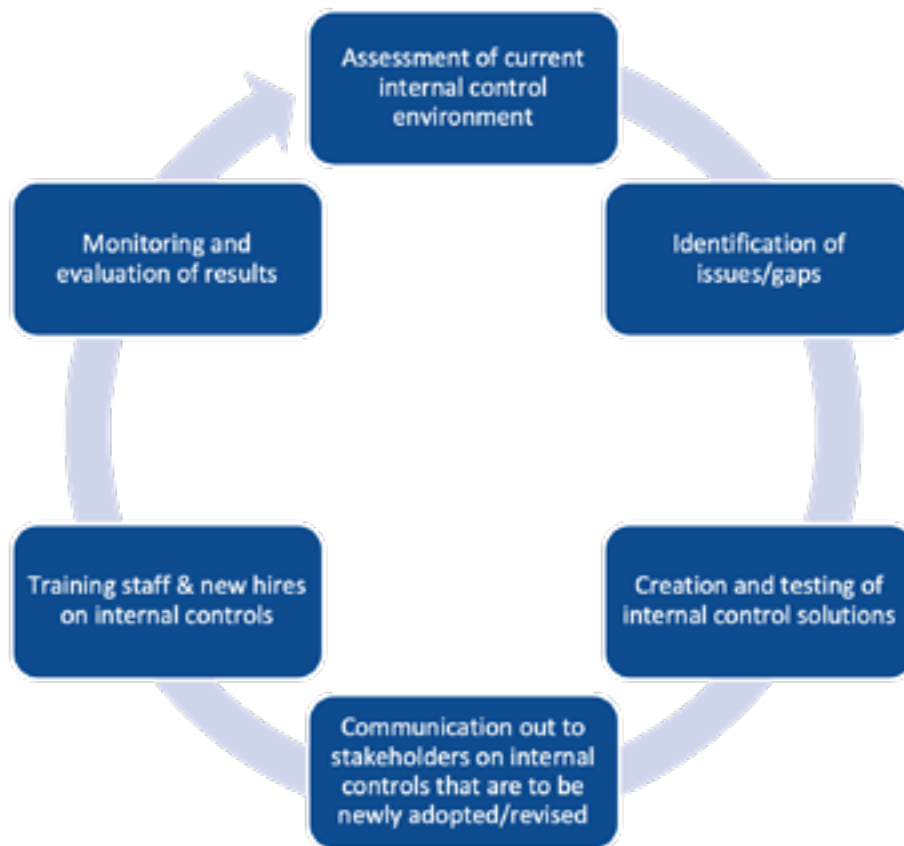 Assessment of current
internal control
environment
Identification of
issues/gaps
Creation and testing of
internal control solutions
Communication out to
stakeholders on internal
controls that are to be
newly adopted/revised
Training staff & new hires
on internal controls
Monitoring and
evaluation of results